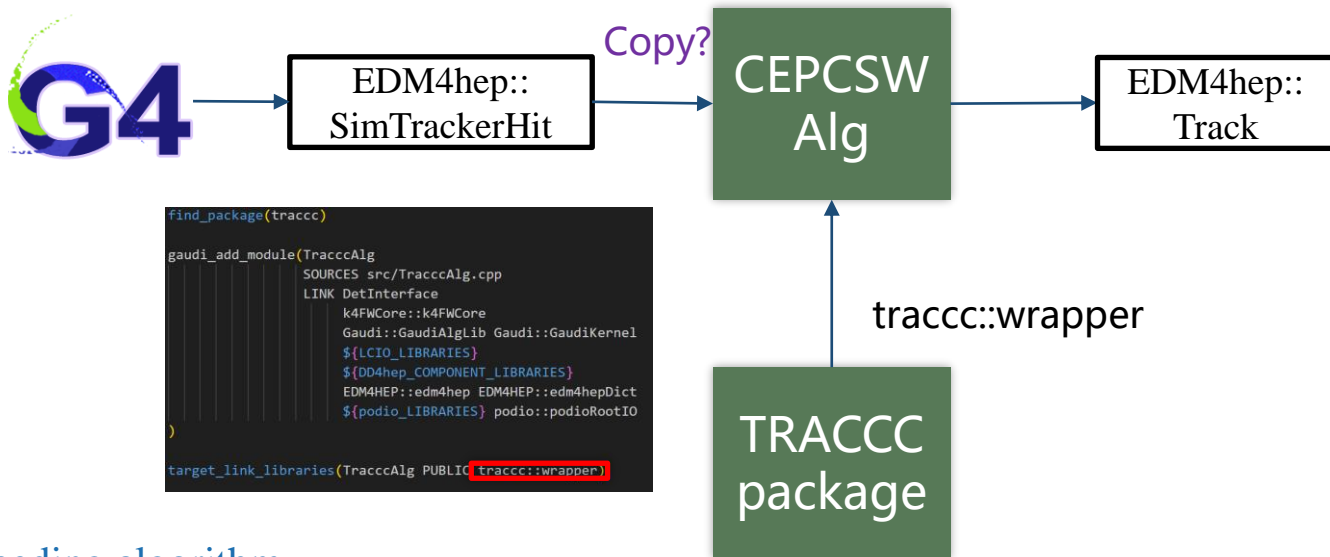 G4
Copy?
EDM4hep::
SimTrackerHit
CEPCSW
Alg
EDM4hep::
Track
find_package(traccc)
gaudi_add_module(TracccAlg
SOURCES src/TracccAlg.cpp
LINK DetInterface
k4FWCore::k4FWCore
Gaudi::GaudiAlgLib Gaudi::GaudiKernel
${LCIO_LIBRARIES}
${DD4hep_COMPONENT_LIBRARIES}
EDM4HEP::edm4hep EDM4HEP::edm4hepDict
${podio_LIBRARIES} podio::podioRootIO
)
target_link_libraries(TracccAlg PUBLIC traccc::wrapper)
traccc::wrapper
TRACCC
package